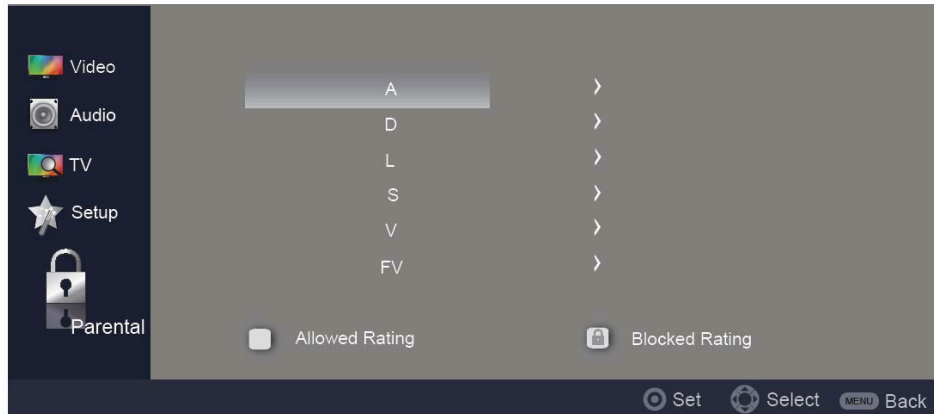 Video
Audio
TV
Setup
Parental
A >
D >
L >
S >
V >
FV >
Allowed Rating Blocked Rating
Set Select MENU Back